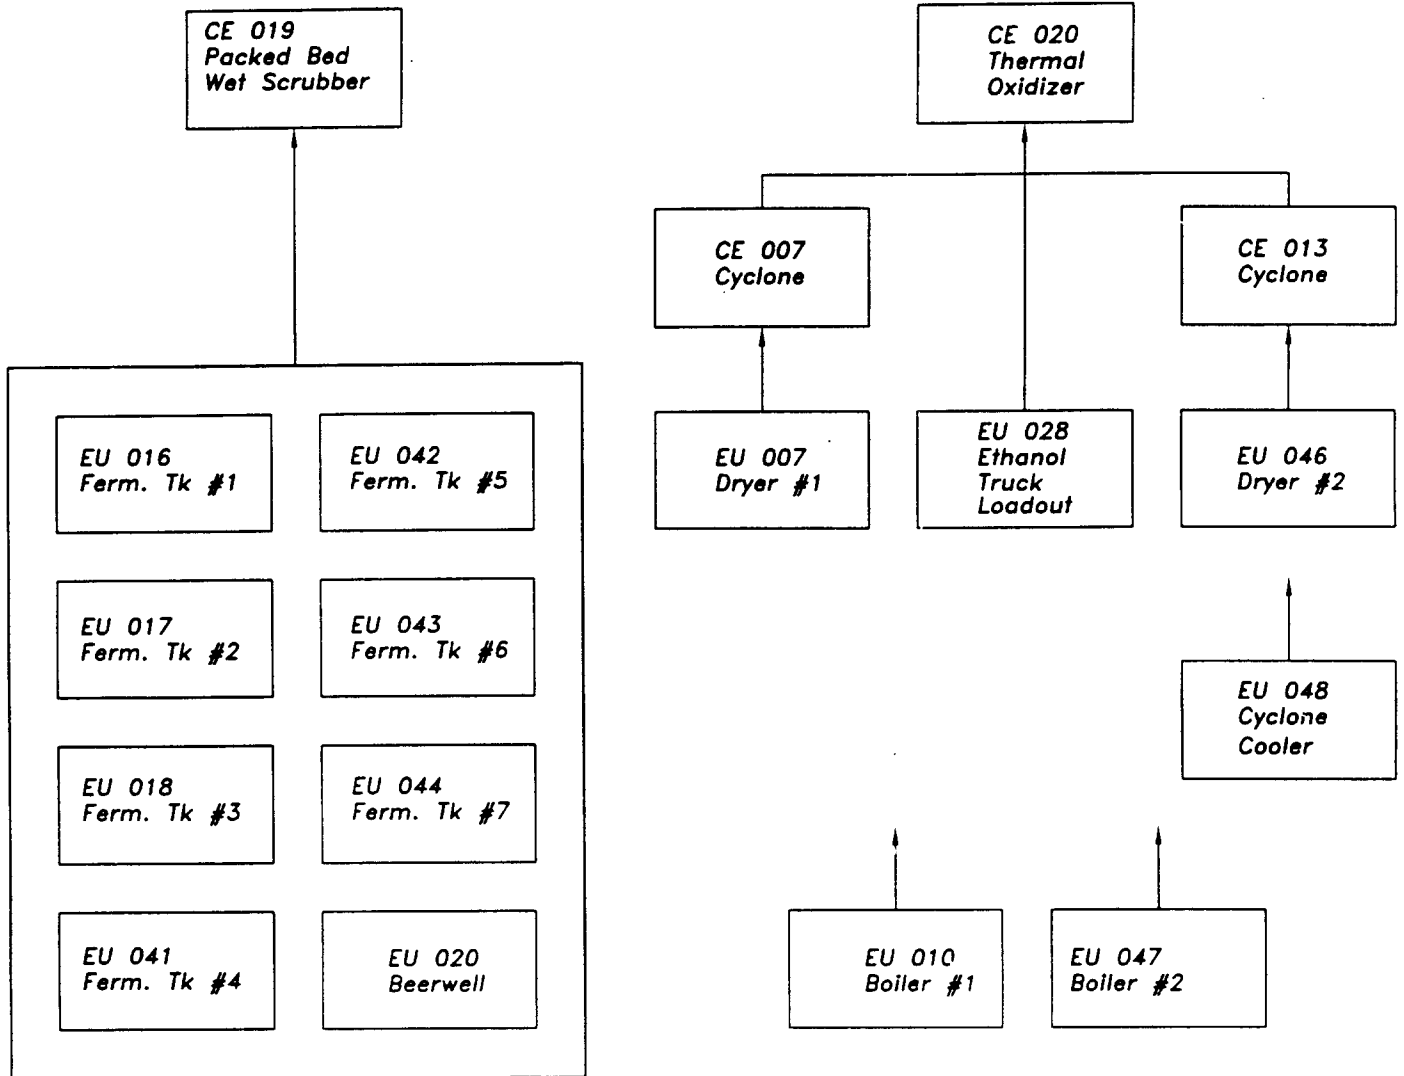 CE 019
Packed Bed
Wet Scrubber
CE 020
Thermal
Oxidizer
CE 007
Cyclone
CE 013
Cyclone
EU 016
Ferm. Tk #1
EU 042
Ferm. Tk #5
EU 007
Dryer #1
EU 028
Ethanol
Truck
Loadout
EU 046
Dryer #2
EU 017
Ferm. Tk #2
EU 043
Ferm. Tk #6
EU 048
Cyclone
Cooler
EU 018
Ferm. Tk #3
EU 044
Ferm. Tk #7
EU 041
Ferm. Tk #4
EU 020
Beerwell
EU 010
Boiler #1
EU 047
Boiler #2